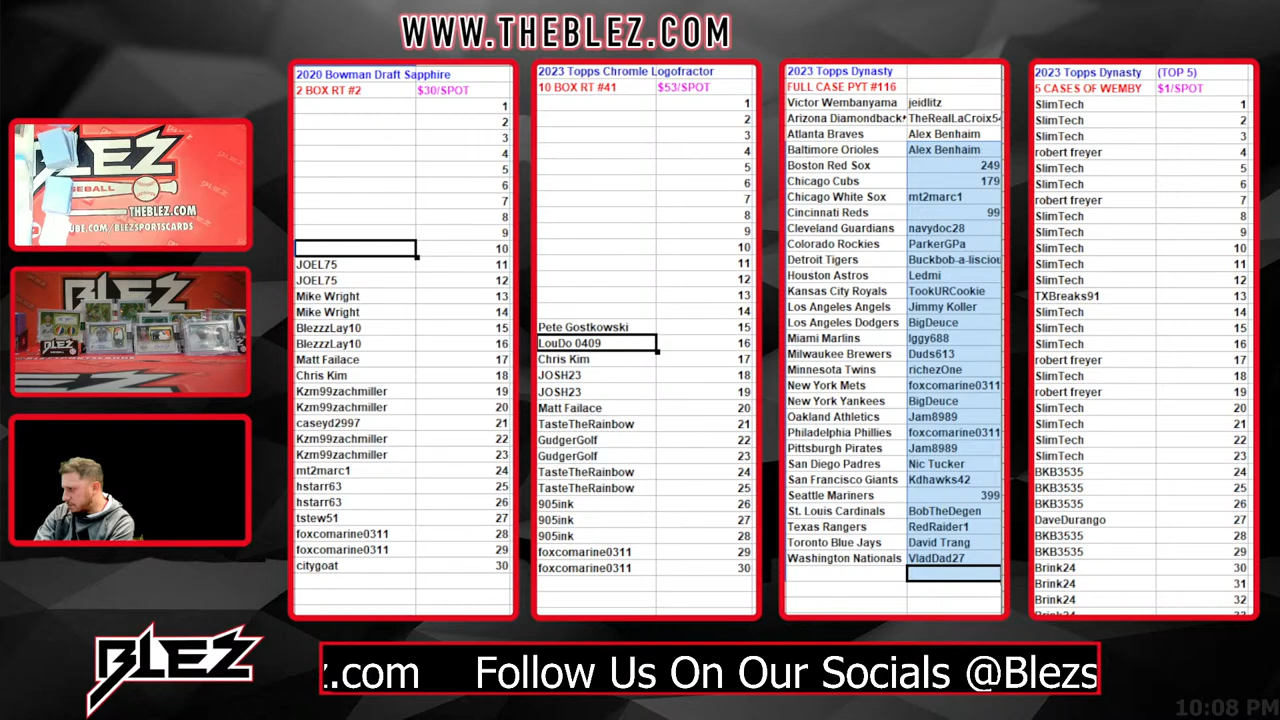 WWW.THEBLEZ.COM
BLEZ
BASEBALL
THEBLEZ.COM
UBE.COM/BLEZSPORTSCARDS
2020 Bowman Draft Sapphire
2 BOX RT #2 $30/SPOT
1
2
3
4
5
6
7
8
9
10
JOEL75 11
JOEL75 12
Mike Wright 13
Mike Wright 14
BlezzzLay10 15
BlezzzLay10 16
Matt Failace 17
Chris Kim 18
Kzm99zachmiller 19
Kzm99zachmiller 20
caseyd2997 21
Kzm99zachmiller 22
Kzm99zachmiller 23
mt2marc1 24
hstarr63 25
hstarr63 26
tstew51 27
foxcomarine0311 28
foxcomarine0311 29
citygoat 30
2023 Topps Chromle Logofractor
10 BOX RT #41 $53/SPOT
1
2
3
4
5
6
7
8
9
10
11
12
13
14
Pete Gostkowski 15
LouDo 0409 16
Chris Kim 17
JOSH23 18
JOSH23 19
Matt Failace 20
TasteTheRainbow 21
GudgerGolf 22
GudgerGolf 23
TasteTheRainbow 24
TasteTheRainbow 25
905ink 26
905ink 27
905ink 28
foxcomarine0311 29
foxcomarine0311 30
2023 Topps Dynasty
FULL CASE PYT #116
Victor Wembanyama jeidlitz
Arizona Diamondback TheRealLaCroix54
Atlanta Braves Alex Benhaim
Baltimore Orioles Alex Benhaim
Boston Red Sox 249
Chicago Cubs 179
Chicago White Sox mt2marc1
Cincinnati Reds 99
Cleveland Guardians navydoc28
Colorado Rockies ParkerGPa
Detroit Tigers Buckbob-a-lisciou
Houston Astros Ledmi
Kansas City Royals TookURCookie
Los Angeles Angels Jimmy Koller
Los Angeles Dodgers BigDeuce
Miami Marlins Iggy688
Milwaukee Brewers Duds613
Minnesota Twins richezOne
New York Mets foxcomarine0311
New York Yankees BigDeuce
Oakland Athletics Jam8989
Philadelphia Phillies foxcomarine0311
Pittsburgh Pirates Jam8989
San Diego Padres Nic Tucker
San Francisco Giants Kdhawks42
Seattle Mariners 399
St. Louis Cardinals BobTheDegen
Texas Rangers RedRaider1
Toronto Blue Jays David Trang
Washington Nationals VladDad27
2023 Topps Dynasty (TOP 5)
5 CASES OF WEMBY $1/SPOT
SlimTech 1
SlimTech 2
SlimTech 3
robert freyer 4
SlimTech 5
SlimTech 6
robert freyer 7
SlimTech 8
SlimTech 9
SlimTech 10
SlimTech 11
SlimTech 12
TXBreaks91 13
SlimTech 14
SlimTech 15
SlimTech 16
robert freyer 17
SlimTech 18
robert freyer 19
SlimTech 20
SlimTech 21
SlimTech 22
SlimTech 23
BKB3535 24
BKB3535 25
BKB3535 26
DaveDurango 27
BKB3535 28
BKB3535 29
Brink24 30
Brink24 31
Brink24 32
BLEZ
z.com Follow Us On Our Socials @Blezs
10:08 PM